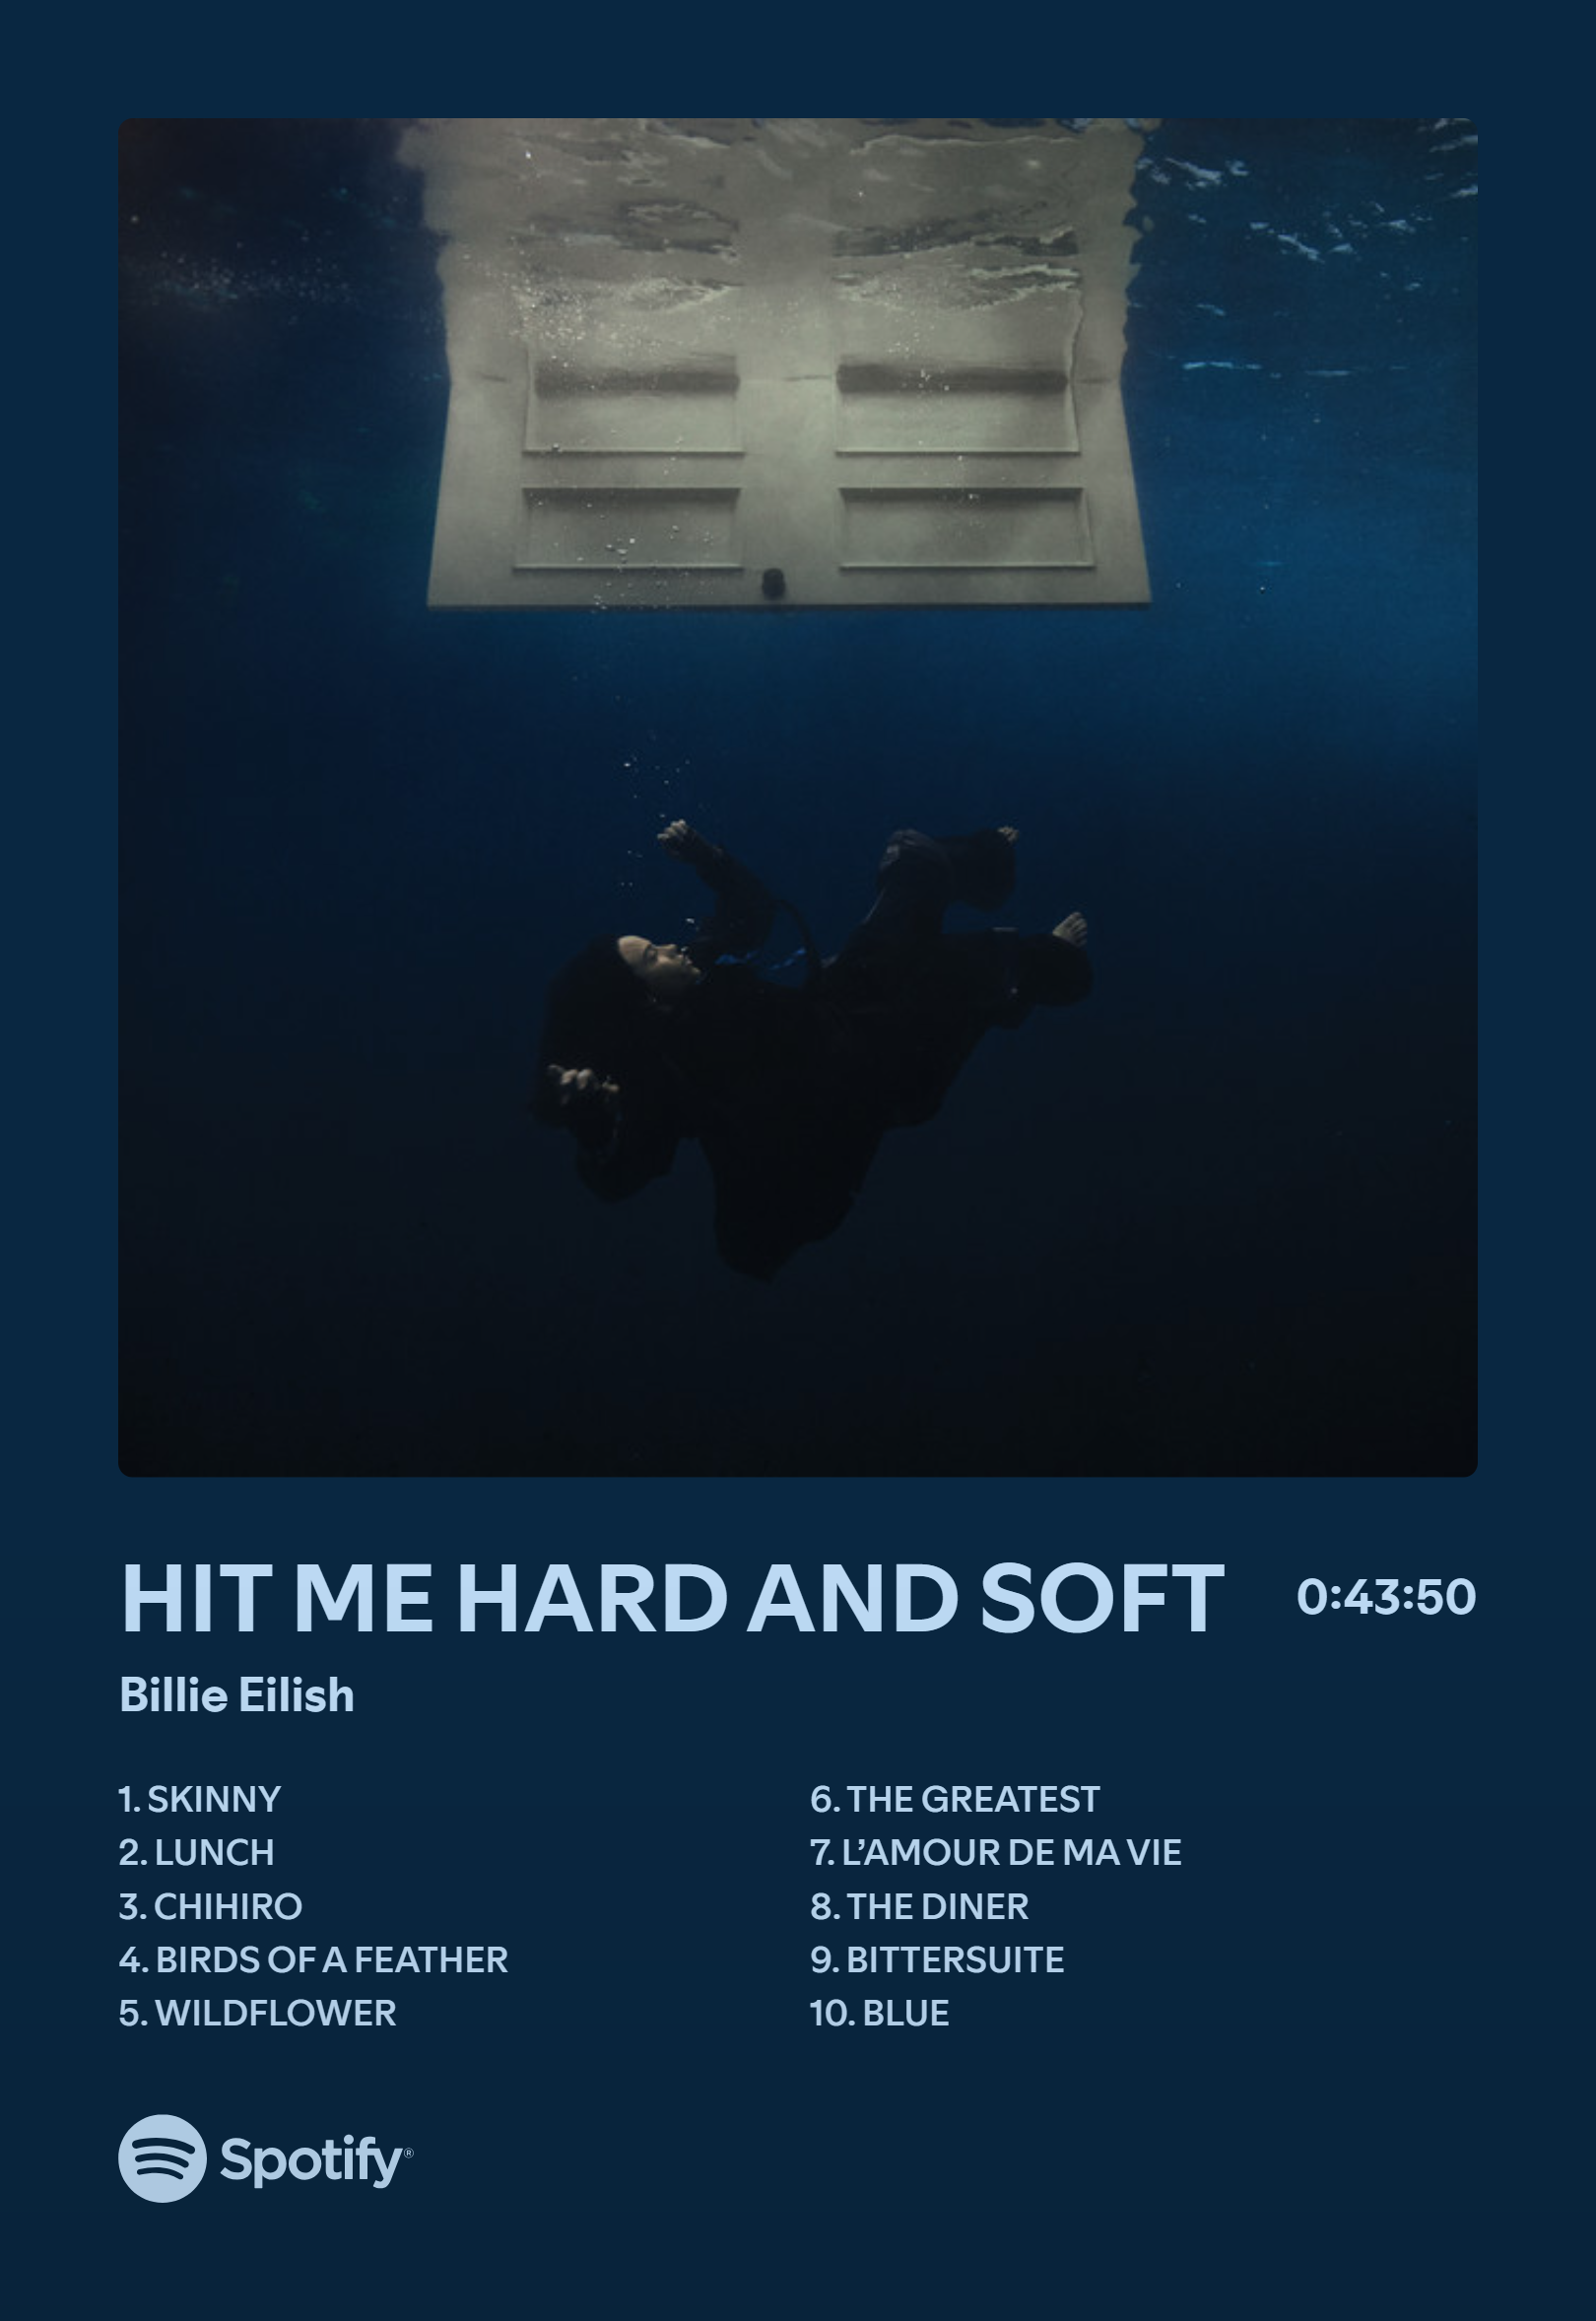 HIT ME HARD AND SOFT 0:43:50
Billie Eilish
1. SKINNY
2. LUNCH
3. CHIHIRO
4. BIRDS OF A FEATHER
5. WILDFLOWER
6. THE GREATEST
7. L’AMOUR DE MA VIE
8. THE DINER
9. BITTERSUITE
10. BLUE
Spotify®